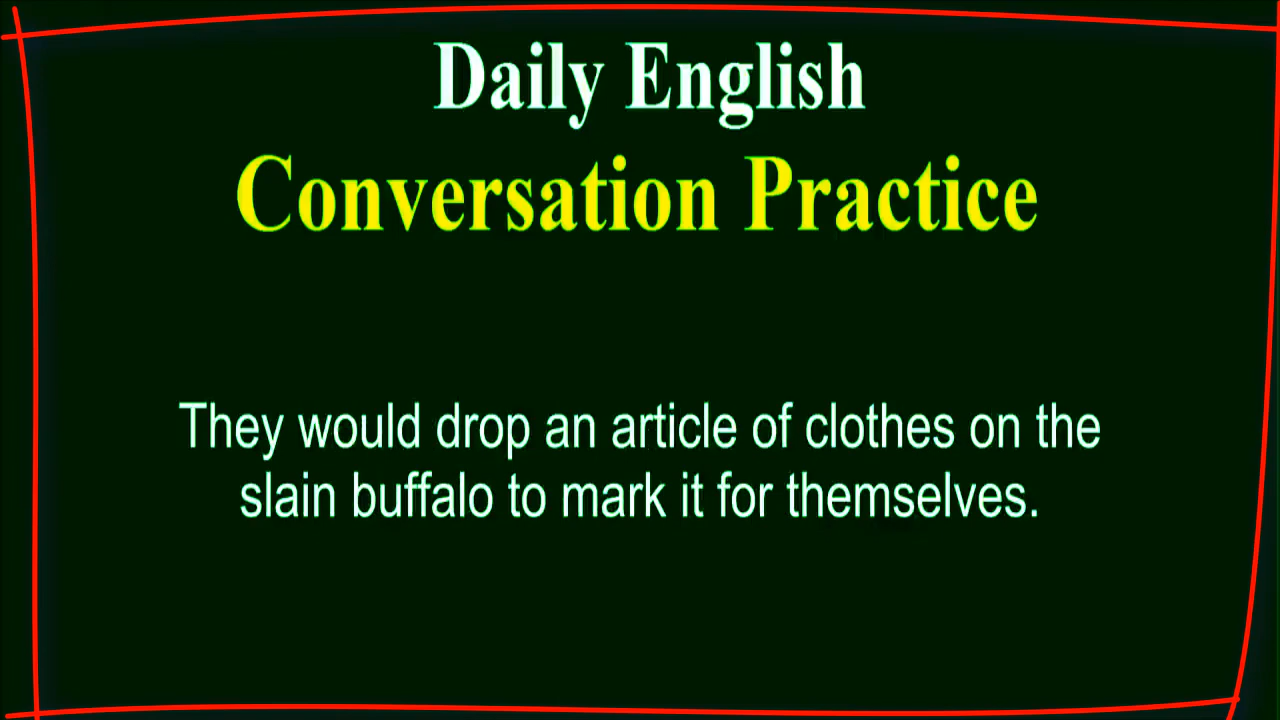 Daily English
Conversation Practice
They would drop an article of clothes on the
slain buffalo to mark it for themselves.